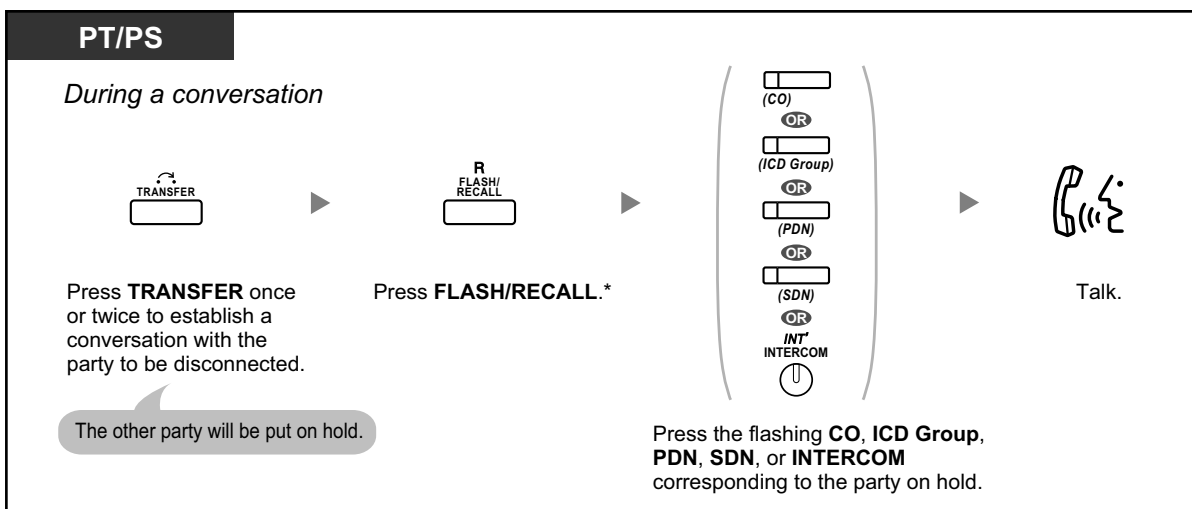 PT/PS
During a conversation
TRANSFER
Press TRANSFER once
or twice to establish a
conversation with the
party to be disconnected.
The other party will be put on hold.
R
FLASH/
RECALL
Press FLASH/RECALL.*
(CO)
OR
(ICD Group)
OR
(PDN)
OR
(SDN)
OR
INT'
INTERCOM
Press the flashing CO, ICD Group,
PDN, SDN, or INTERCOM
corresponding to the party on hold.
Talk.